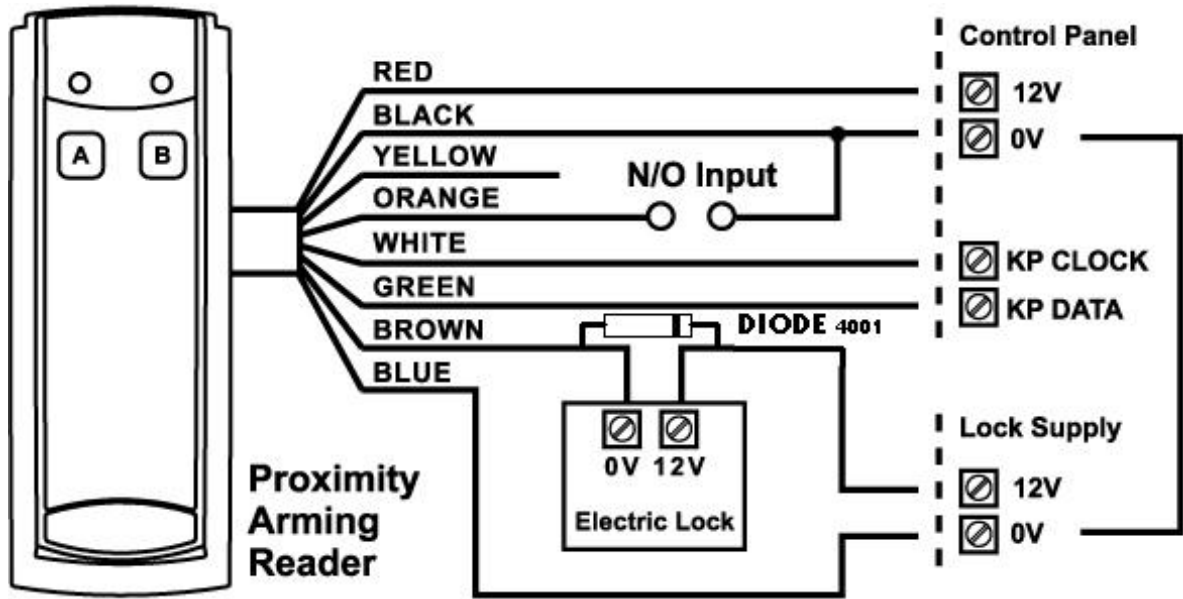 A B
RED
BLACK
YELLOW
ORANGE
WHITE
GREEN
BROWN
BLUE
N/O Input
DIODE 4001
0V 12V
Electric Lock
Proximity
Arming
Reader
Control Panel
12V
0V
KP CLOCK
KP DATA
Lock Supply
12V
0V